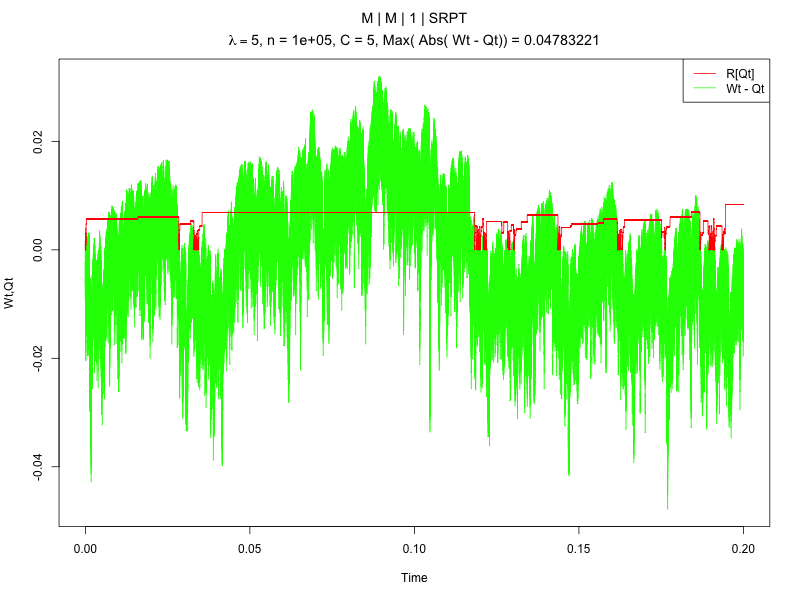 M | M | 1 | SRPT
λ = 5, n = 1e+05, C = 5, Max( Abs( Wt - Qt)) = 0.04783221
R[Qt]
Wt - Qt
0.02
0.00
-0.02
-0.04
Wt,Qt
0.00 0.05 0.10 0.15 0.20
Time